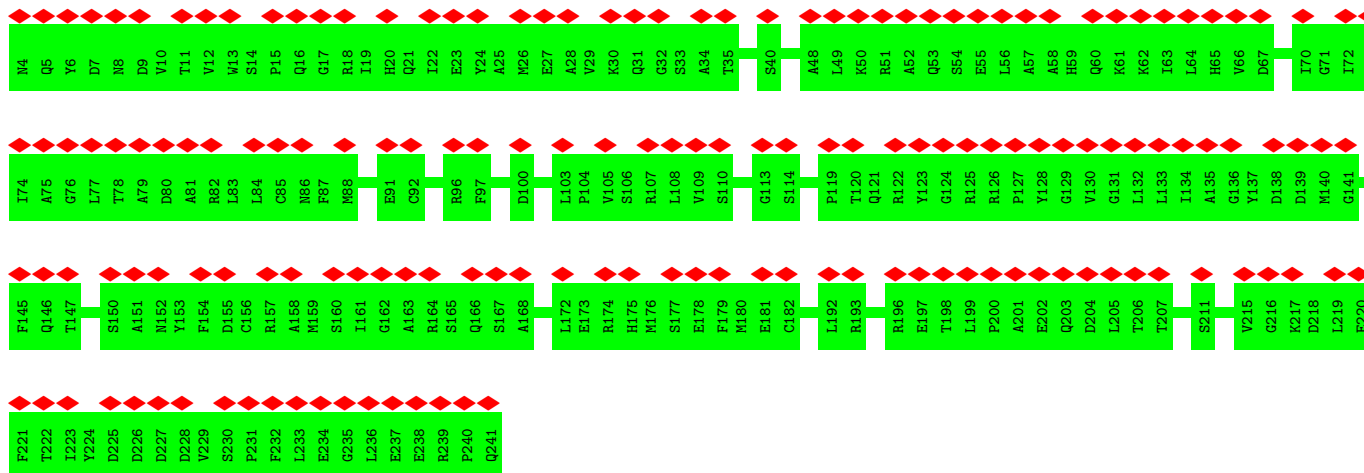 N4 Q5 Y6 D7 N8 D9 V10 T11 V12 W13 S14 P15 Q16 G17 R18 I19 H20 Q21 I22 E23 Y24 A25 M26 E27 A28 V29 K30 Q31 G32 S33 A34 T35 S40 A48 L49 K50 R51 A52 Q53 S54 E55 L56 A57 A58 H59 Q60 K61 K62 I63 L64 H65 V66 D67 I70 G71 I72
I74 A75 G76 L77 T78 A79 D80 A81 R82 L83 L84 C85 N86 F87 M88 E91 C92 R96 F97 D100 L103 P104 V105 S106 R107 L108 V109 S110 G113 S114 P119 T120 Q121 R122 Y123 G124 R125 R126 P127 Y128 G129 V130 G131 L132 L133 I134 A135 G136 Y137 D138 D139 M140 G141
F145 Q146 T147 S150 A151 N152 Y153 F154 D155 C156 R157 A158 M159 S160 I161 G162 A163 R164 S165 Q166 S167 A168 L172 E173 R174 H175 M176 S177 E178 F179 M180 E181 C182 L192 R193 R196 E197 T198 L199 P200 A201 E202 Q203 D204 L205 T206 T207 S211 V215 G216 K217 D218 L219 E220
F221 T222 I223 Y224 D225 D226 D227 D228 V229 S230 P231 F232 L233 E234 G235 L236 E237 E238 R239 P240 Q241